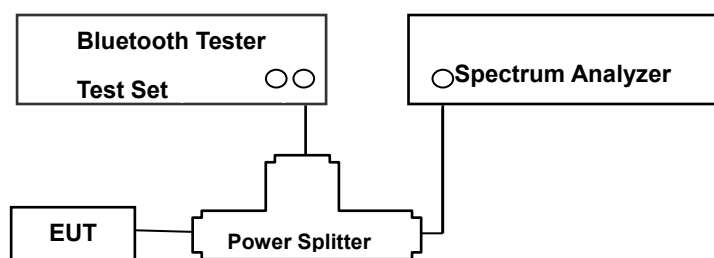 Bluetooth Tester
Test Set
Spectrum Analyzer
EUT
Power Splitter